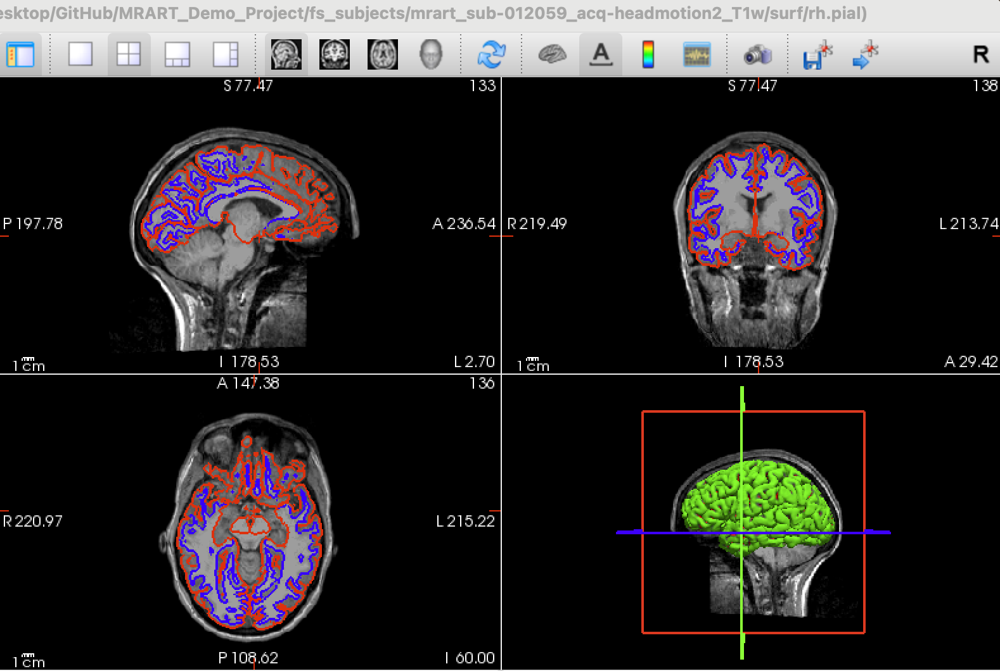 esktop/GitHub/MRART_Demo_Project/fs_subjects/mrart_sub-012059_acq-headmotion2_T1w/surf/rh.pial)
A
R
S 77.47
133
P 197.78
A 236.54
1 cm
I 178.53
L 2.70
S 77.47
138
R 219.49
L 213.74
1 cm
I 178.53
A 29.42
A 147.38
136
R 220.97
L 215.22
1 cm
P 108.62
I 60.00